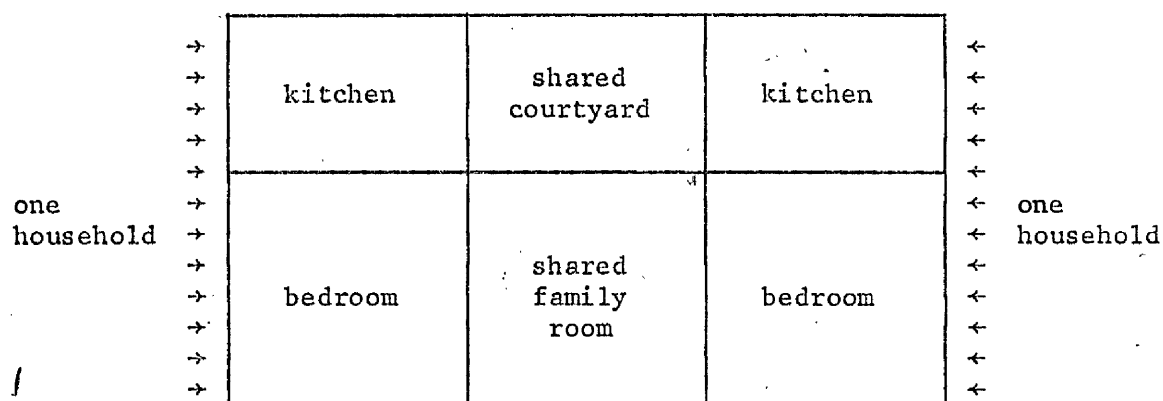 kitchen
shared
courtyard
kitchen
one
household
bedroom
shared
family
room
bedroom
one
household